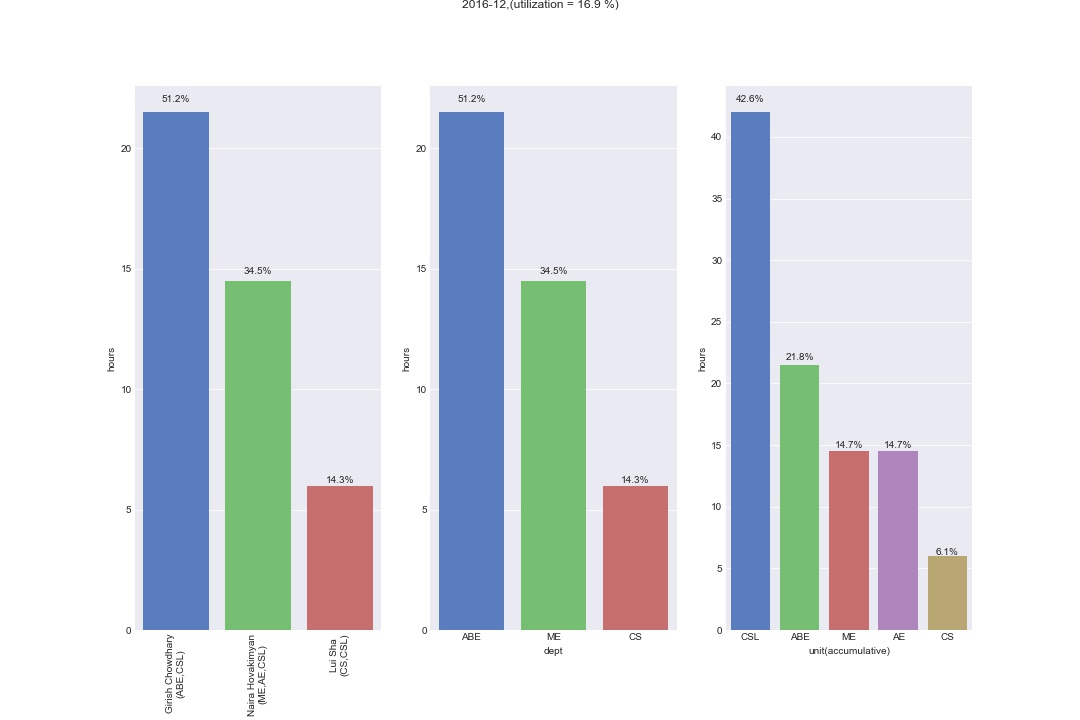 2016-12,(utilization = 16.9 %)
51.2%
34.5%
14.3%
20
15
10
5
0
hours
Girish Chowdhary
(ABE,CSL)
Naira Hovakimyan
(ME,AE,CSL)
Lui Sha
(CS,CSL)
51.2%
34.5%
14.3%
20
15
10
5
0
hours
ABE
ME
CS
dept
42.6%
21.8%
14.7%
14.7%
6.1%
40
35
30
25
20
15
10
5
0
hours
CSL
ABE
ME
AE
CS
unit(accumulative)